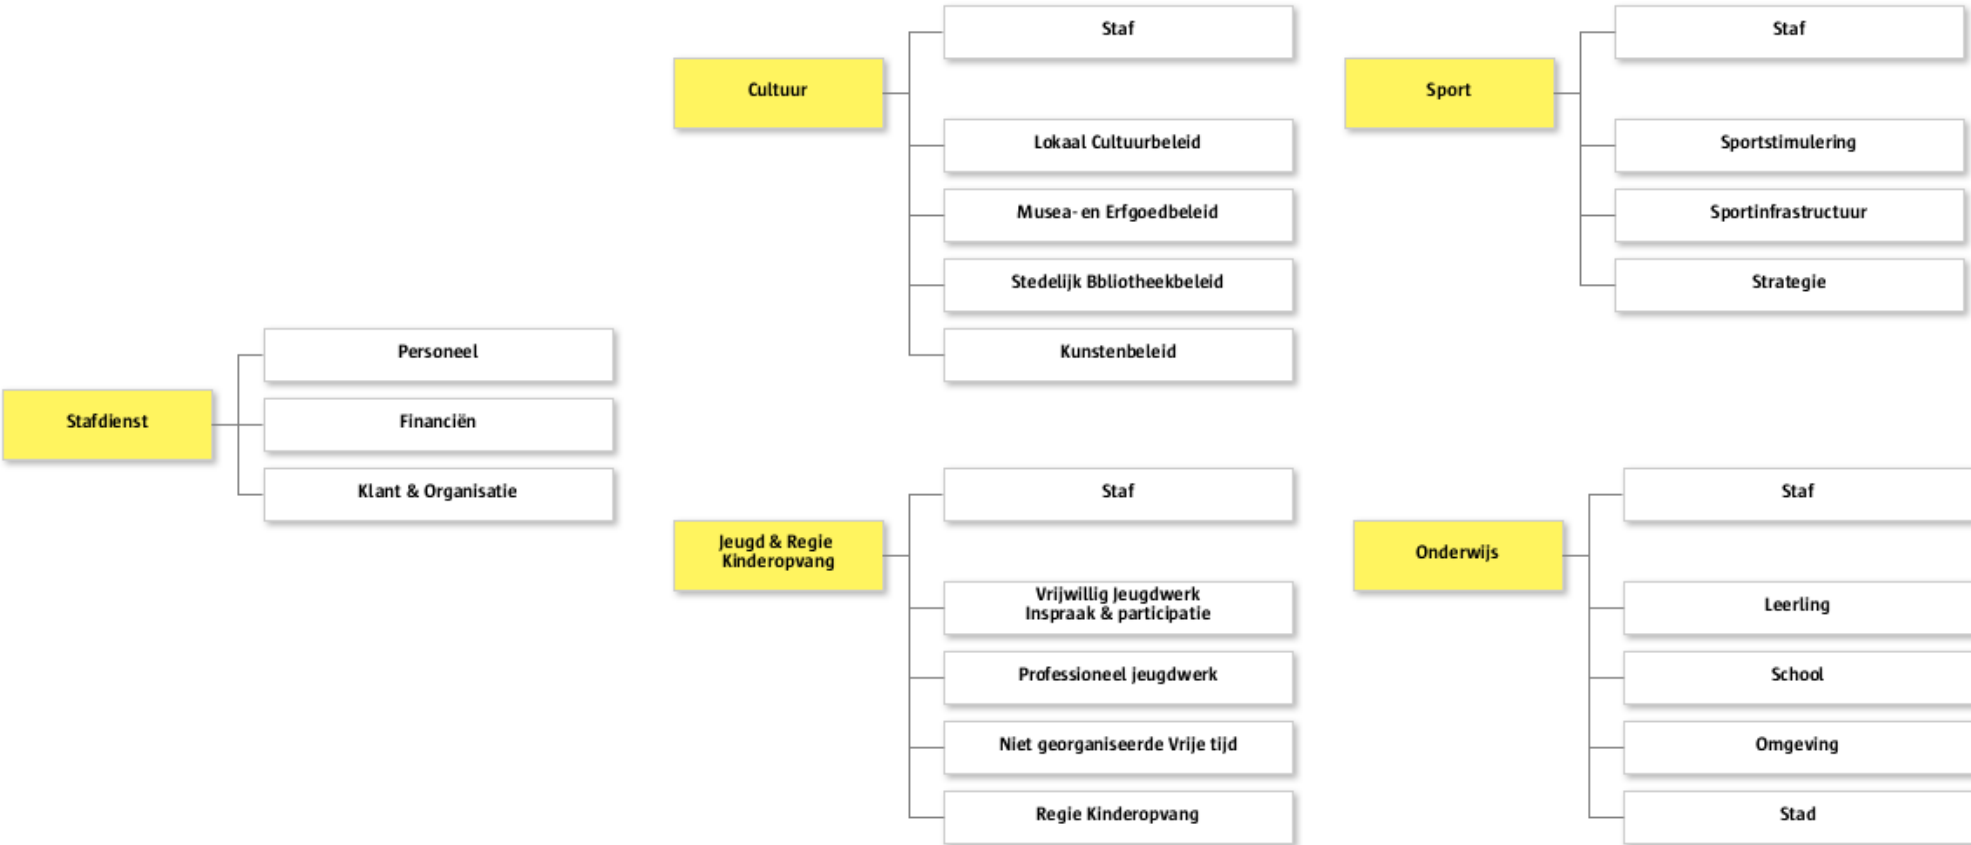 Stafdienst
Personeel
Financiën
Klant & Organisatie
Cultuur
Staf
Lokaal Cultuurbeleid
Musea- en Erfgoedbeleid
Stedelijk Bbliotheekbeleid
Kunstenbeleid
Sport
Staf
Sportstimulering
Sportinfrastructuur
Strategie
Jeugd & Regie
Kinderopvang
Staf
Vrijwillig Jeugdwerk
Inspraak & participatie
Professioneel jeugdwerk
Niet georganiseerde Vrije tijd
Regie Kinderopvang
Onderwijs
Staf
Leerling
School
Omgeving
Stad